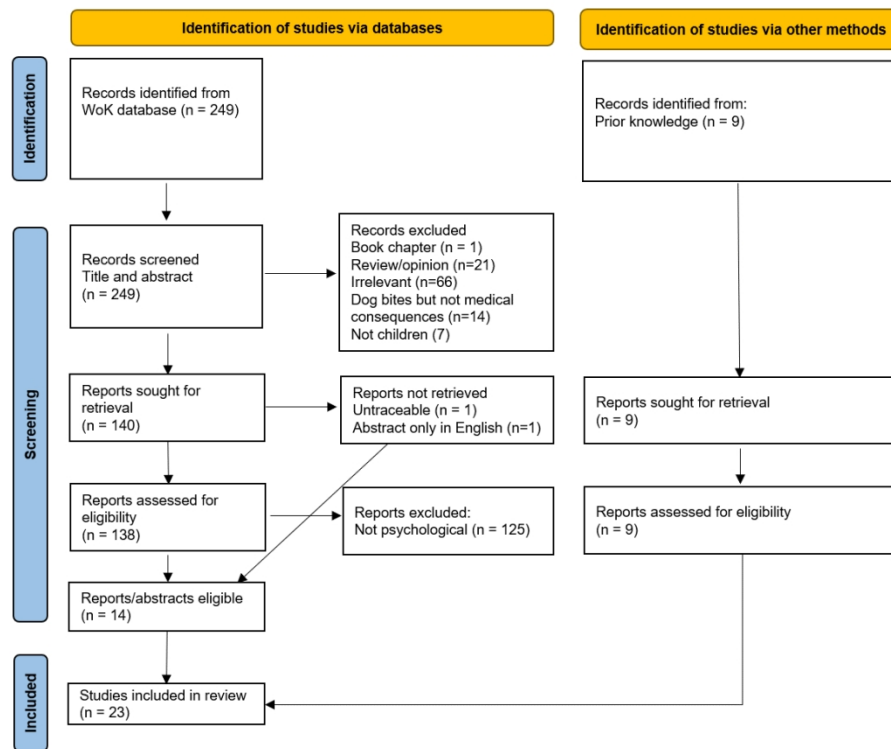 Identification of studies via databases
Identification of studies via other methods
Identification
Records identified from
WoK database (n = 249)
Records identified from:
Prior knowledge (n = 9)
Screening
Records screened
Title and abstract
(n = 249)
Records excluded
Book chapter (n = 1)
Review/opinion (n=21)
Irrelevant (n=66)
Dog bites but not medical
consequences (n=14)
Not children (7)
Reports sought for
retrieval
(n = 140)
Reports not retrieved
Untraceable (n = 1)
Abstract only in English (n=1)
Reports sought for retrieval
(n = 9)
Reports assessed for
eligibility
(n = 138)
Reports excluded:
Not psychological (n = 125)
Reports assessed for eligibility
(n = 9)
Reports/abstracts eligible
(n = 14)
Included
Studies included in review
(n = 23)